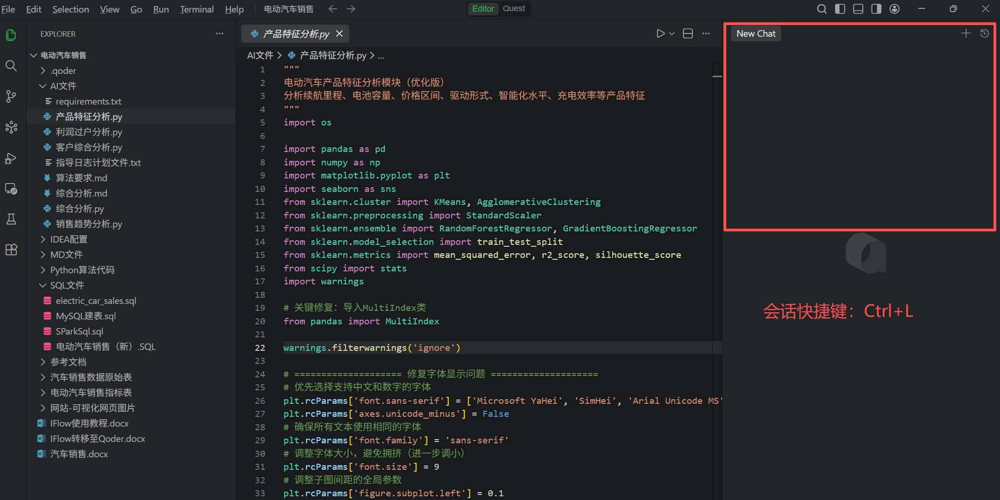 File Edit Selection View Go Run Terminal Help 电动汽车销售 Editor Quest
EXPLORER
电动汽车销售
.qoder
AI文件
requirements.txt
产品特征分析.py
利润过户分析.py
客户综合分析.py
指导日志计划文件.txt
算法要求.md
综合分析.md
综合分析.py
销售趋势分析.py
IDEA配置
MD文件
Python算法代码
SQL文件
electric_car_sales.sql
MySQL建表.sql
SParkSql.sql
电动汽车销售（新）.SQL
参考文档
汽车销售数据原始表
电动汽车销售指标表
网站-可视化网页图片
IFlow使用教程.docx
IFlow转移至Qoder.docx
汽车销售.docx
产品特征分析.py
AI文件 > 产品特征分析.py > ...
1 """
2 电动汽车产品特征分析模块（优化版）
3 分析续航里程、电池容量、价格区间、驱动形式、智能化水平、充电效率等产品特征
4 """
5 import os
6
7 import pandas as pd
8 import numpy as np
9 import matplotlib.pyplot as plt
10 import seaborn as sns
11 from sklearn.cluster import KMeans, AgglomerativeClustering
12 from sklearn.preprocessing import StandardScaler
13 from sklearn.ensemble import RandomForestRegressor, GradientBoostingRegressor
14 from sklearn.model_selection import train_test_split
15 from sklearn.metrics import mean_squared_error, r2_score, silhouette_score
16 from scipy import stats
17 import warnings
18
19 # 关键修复：导入MultiIndex类
20 from pandas import MultiIndex
21
22 warnings.filterwarnings('ignore')
23
24 # ==================== 修复字体显示问题 ====================
25 # 优先选择支持中文和数字的字体
26 plt.rcParams['font.sans-serif'] = ['Microsoft YaHei', 'SimHei', 'Arial Unicode MS'
27 plt.rcParams['axes.unicode_minus'] = False
28 # 确保所有文本使用相同的字体
29 plt.rcParams['font.family'] = 'sans-serif'
30 # 调整字体大小，避免拥挤（进一步调小）
31 plt.rcParams['font.size'] = 9
32 # 调整子图间距的全局参数
33 plt.rcParams['figure.subplot.left'] = 0.1
New Chat
会话快捷键：Ctrl+L